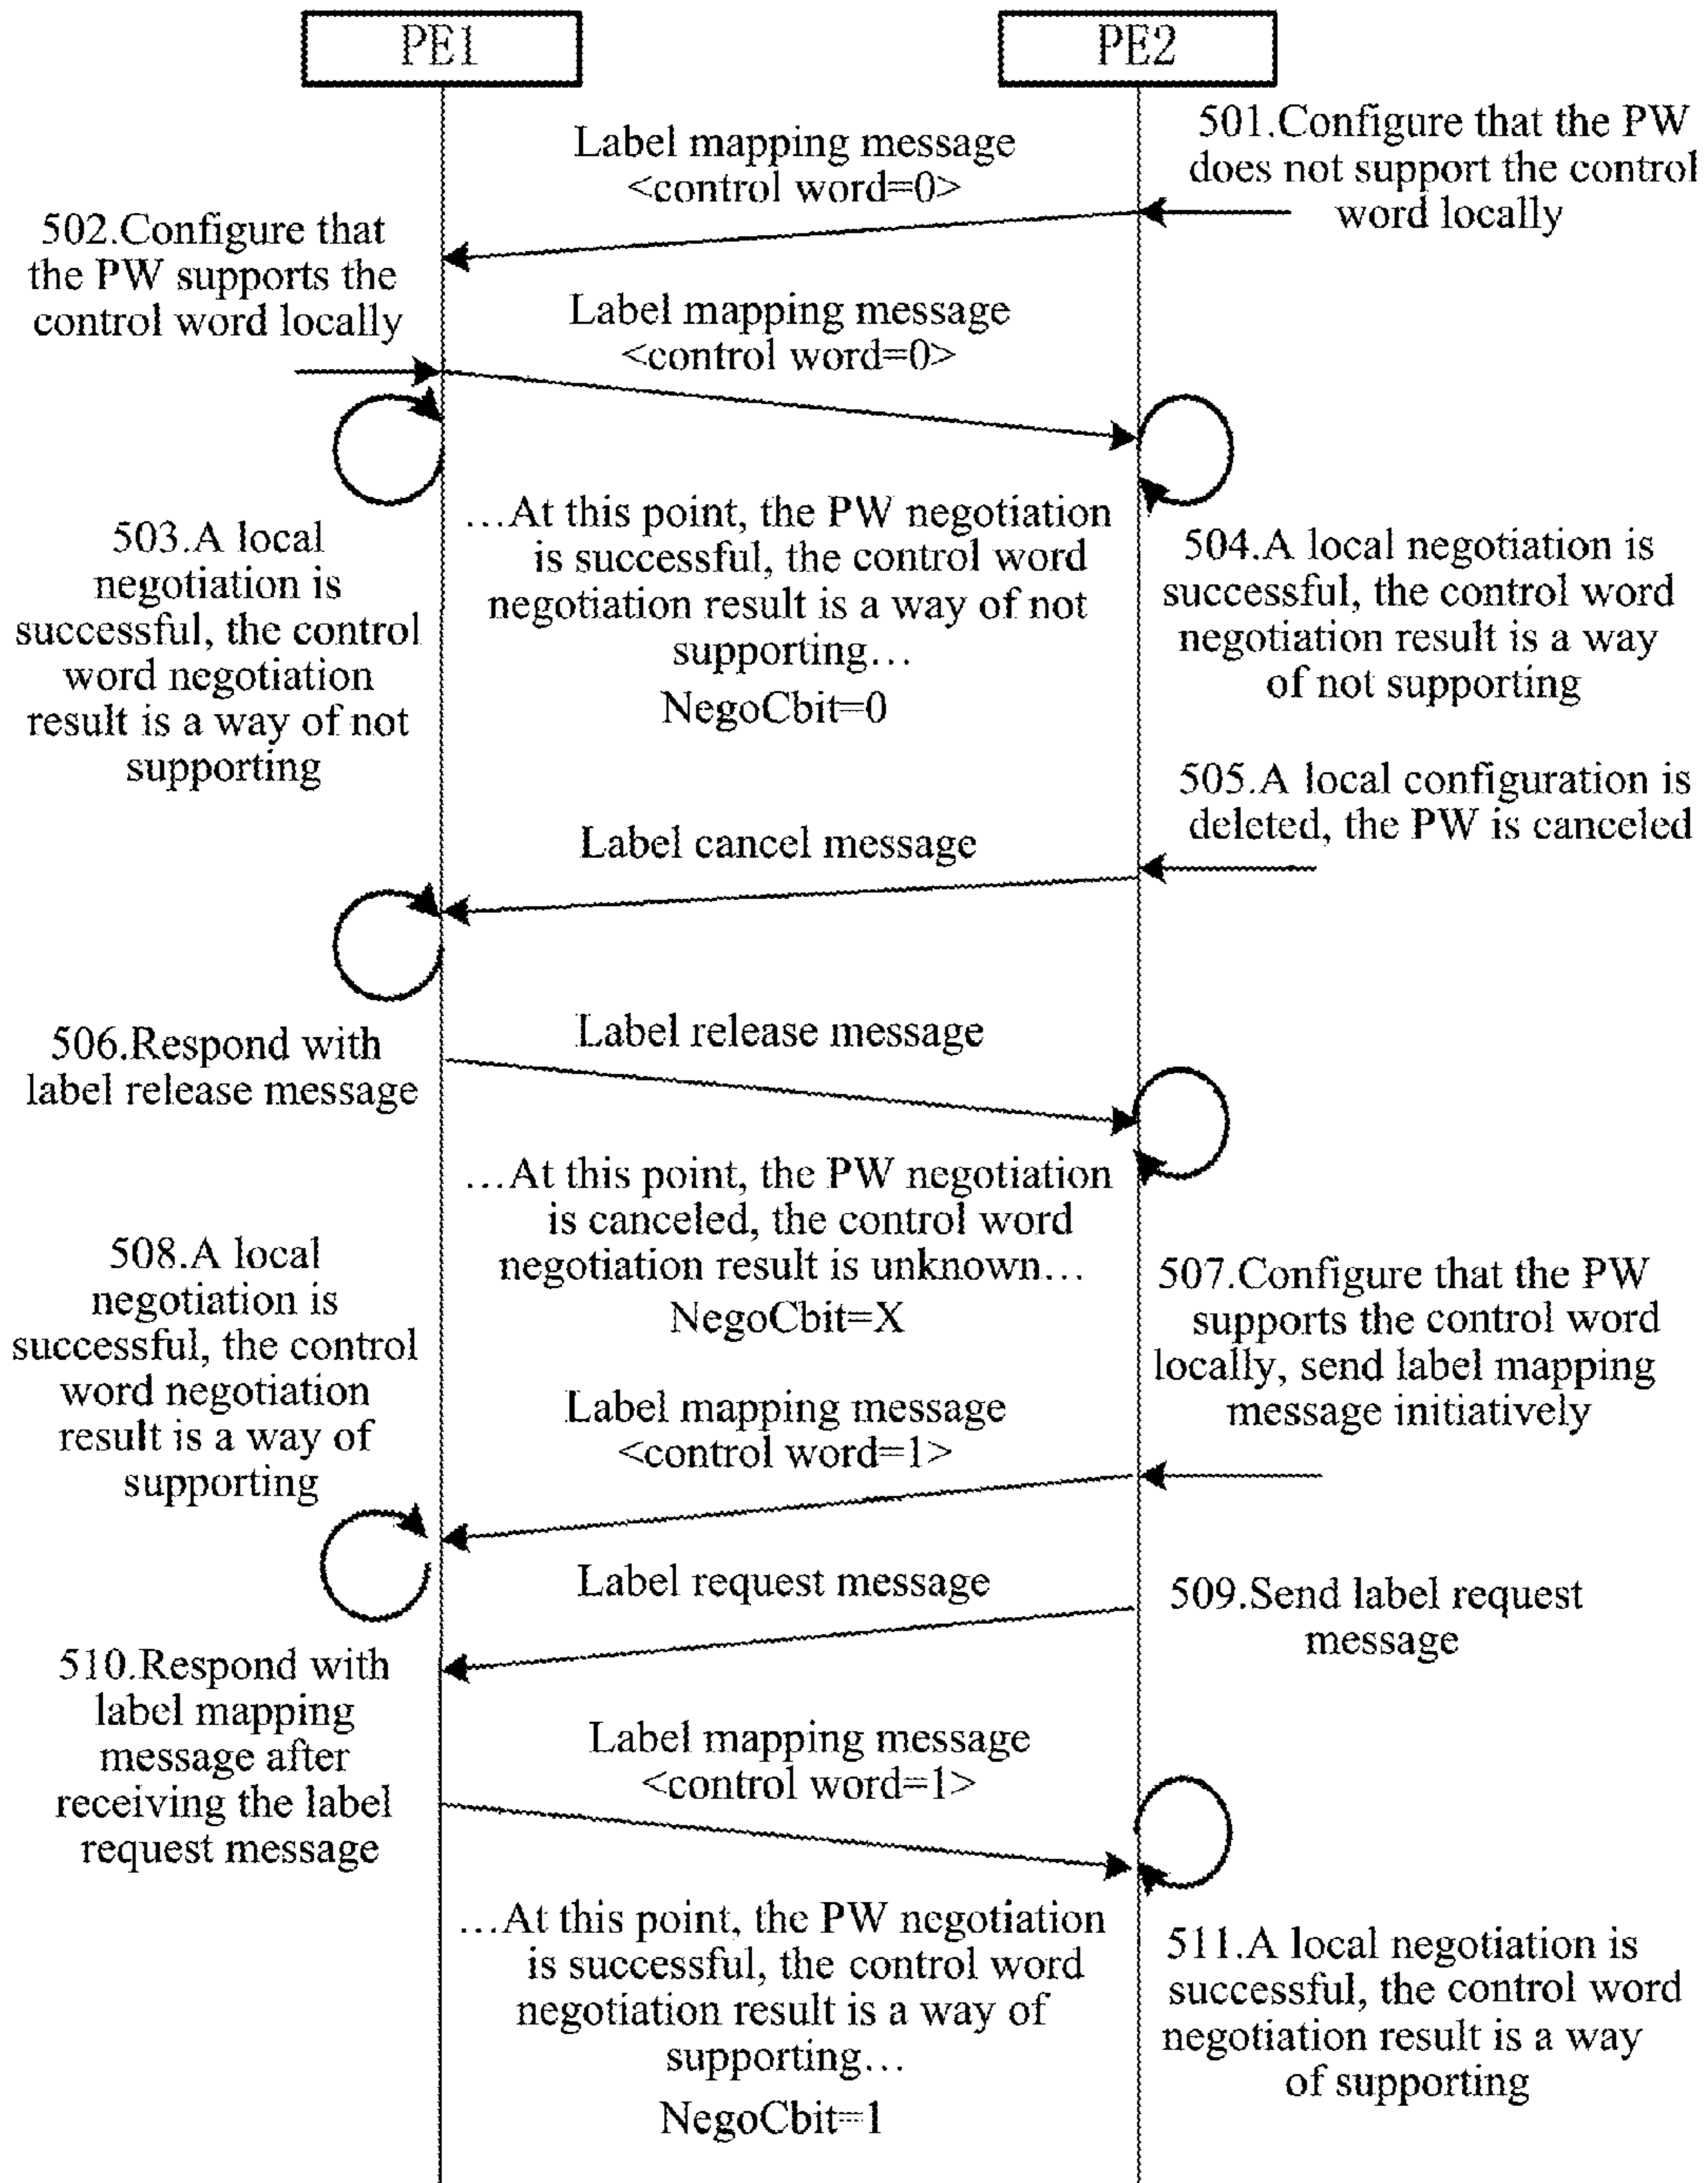 PE1
PE2
501.Configure that the PW
does not support the control
word locally
Label mapping message
<control word=0>
502.Configure that
the PW supports the
control word locally
Label mapping message
<control word=0>
503.A local
negotiation is
successful, the control
word negotiation
result is a way of not
supporting
...At this point, the PW negotiation
is successful, the control word
negotiation result is a way of not
supporting...
NegoCbit=0
504.A local negotiation is
successful, the control word
negotiation result is a way
of not supporting
505.A local configuration is
deleted, the PW is canceled
Label cancel message
506.Respond with
label release message
Label release message
...At this point, the PW negotiation
is canceled, the control word
negotiation result is unknown...
NegoCbit=X
508.A local
negotiation is
successful, the control
word negotiation
result is a way of
supporting
507.Configure that the PW
supports the control word
locally, send label mapping
message initiatively
Label mapping message
<control word=1>
Label request message
509.Send label request
message
510.Respond with
label mapping
message after
receiving the label
request message
Label mapping message
<control word=1>
...At this point, the PW negotiation
is successful, the control word
negotiation result is a way of
supporting...
NegoCbit=1
511.A local negotiation is
successful, the control word
negotiation result is a way
of supporting